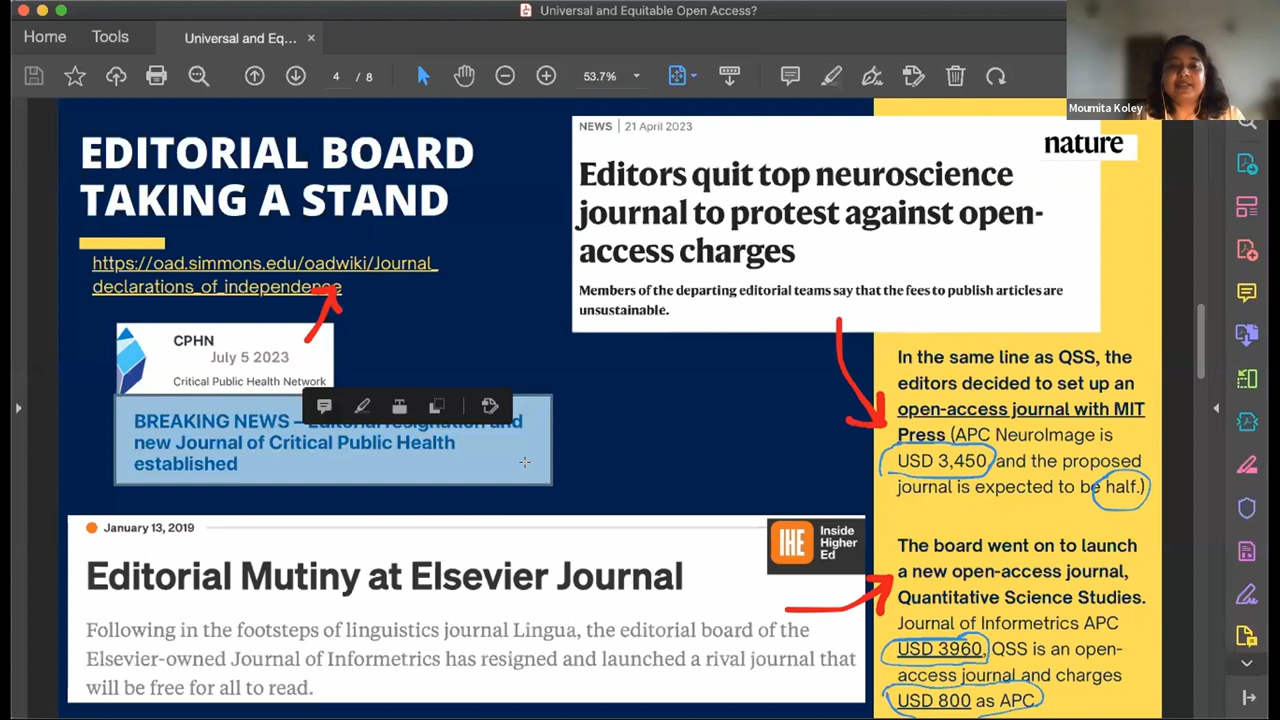 Universal and Equitable Open Access?
Home
Tools
Universal and Eq...
4 / 8
53.7%
Moumita Koley
EDITORIAL BOARD
TAKING A STAND
https://oad.simmons.edu/oadwiki/Journal_
declarations_of_independence
CPHN
July 5 2023
Critical Public Health Network
BREAKING NEWS – Editorial resignation and
new Journal of Critical Public Health
established
NEWS | 21 April 2023
nature
Editors quit top neuroscience
journal to protest against open-
access charges
Members of the departing editorial teams say that the fees to publish articles are
unsustainable.
In the same line as QSS, the
editors decided to set up an
open-access journal with MIT
Press (APC NeuroImage is
USD 3,450, and the proposed
journal is expected to be half.)
January 13, 2019
IHE
Inside
Higher
Ed
Editorial Mutiny at Elsevier Journal
Following in the footsteps of linguistics journal Lingua, the editorial board of the
Elsevier-owned Journal of Informetrics has resigned and launched a rival journal that
will be free for all to read.
The board went on to launch
a new open-access journal,
Quantitative Science Studies.
Journal of Informetrics APC
USD 3960, QSS is an open-
access journal and charges
USD 800 as APC.